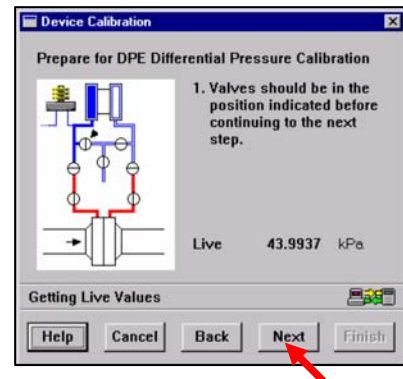 Device Calibration
Prepare for DPE Differential Pressure Calibration
1. Valves should be in the
position indicated before
continuing to the next
step.
Live 43.9937 kPa
Getting Live Values
Help Cancel Back Next Finish